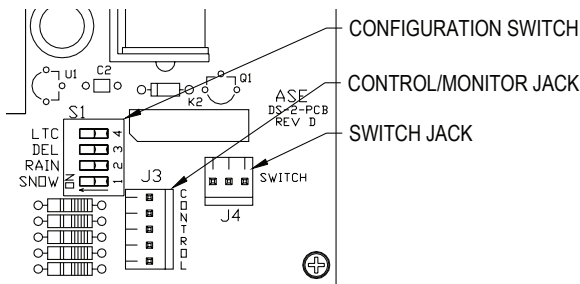 CONFIGURATION SWITCH
U1
C2
K2
Q1
CONTROL/MONITOR JACK
ASE
DS-2-PCB
REV D
S1
LTC 4
DEL 3
RAIN 2
SNOW ON 1
SWITCH JACK
J3
SWITCH
J4
CONTROL